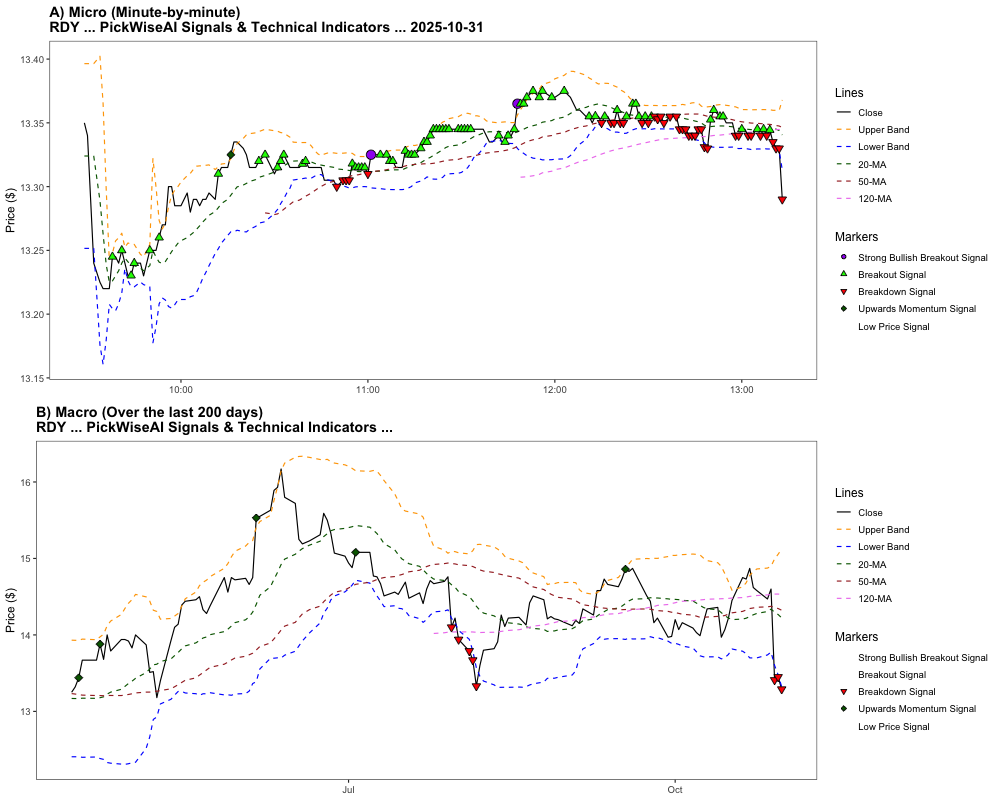 A) Micro (Minute-by-minute)
RDY ... PickWiseAI Signals & Technical Indicators ... 2025-10-31
13.40
13.35
13.30
13.25
13.20
13.15
Price ($)
10:00
11:00
12:00
13:00
Lines
Close
Upper Band
Lower Band
20-MA
50-MA
120-MA
Markers
Strong Bullish Breakout Signal
Breakout Signal
Breakdown Signal
Upwards Momentum Signal
Low Price Signal
B) Macro (Over the last 200 days)
RDY ... PickWiseAI Signals & Technical Indicators ...
16
15
14
13
Price ($)
Jul
Oct
Lines
Close
Upper Band
Lower Band
20-MA
50-MA
120-MA
Markers
Strong Bullish Breakout Signal
Breakout Signal
Breakdown Signal
Upwards Momentum Signal
Low Price Signal